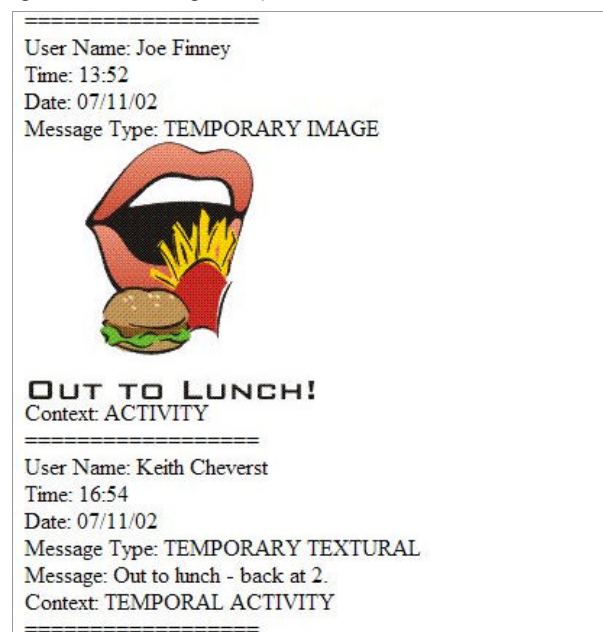 ==================
User Name: Joe Finney
Time: 13:52
Date: 07/11/02
Message Type: TEMPORARY IMAGE
OUT TO LUNCH!
Context: ACTIVITY
==================
User Name: Keith Cheverst
Time: 16:54
Date: 07/11/02
Message Type: TEMPORARY TEXTURAL
Message: Out to lunch - back at 2.
Context: TEMPORAL ACTIVITY
==================